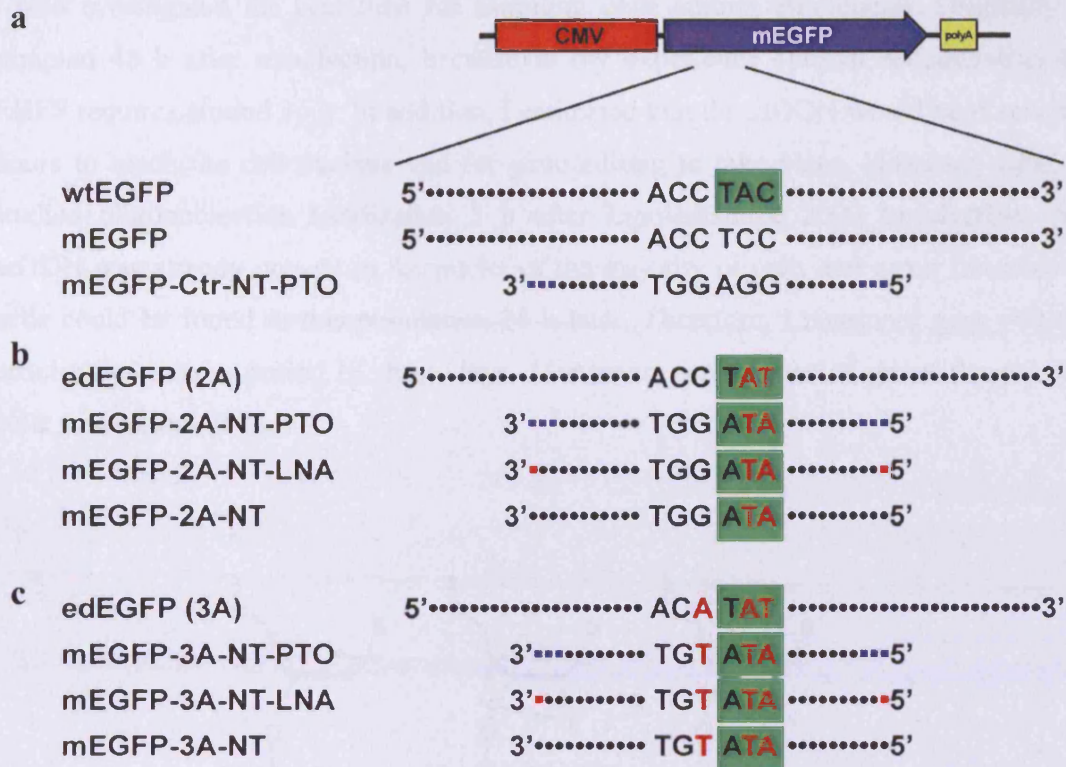 a
CMV mEGFP polyA
wtEGFP 5’ ACC TAC 3’
mEGFP 5’ ACC TCC 3’
mEGFP-Ctr-NT-PTO 3’ TGG AGG 5’
b
edEGFP (2A) 5’ ACC TAT 3’
mEGFP-2A-NT-PTO 3’ TGG ATA 5’
mEGFP-2A-NT-LNA 3’ TGG ATA 5’
mEGFP-2A-NT 3’ TGG ATA 5’
c
edEGFP (3A) 5’ ACA TAT 3’
mEGFP-3A-NT-PTO 3’ TGT ATA 5’
mEGFP-3A-NT-LNA 3’ TGT ATA 5’
mEGFP-3A-NT 3’ TGT ATA 5’